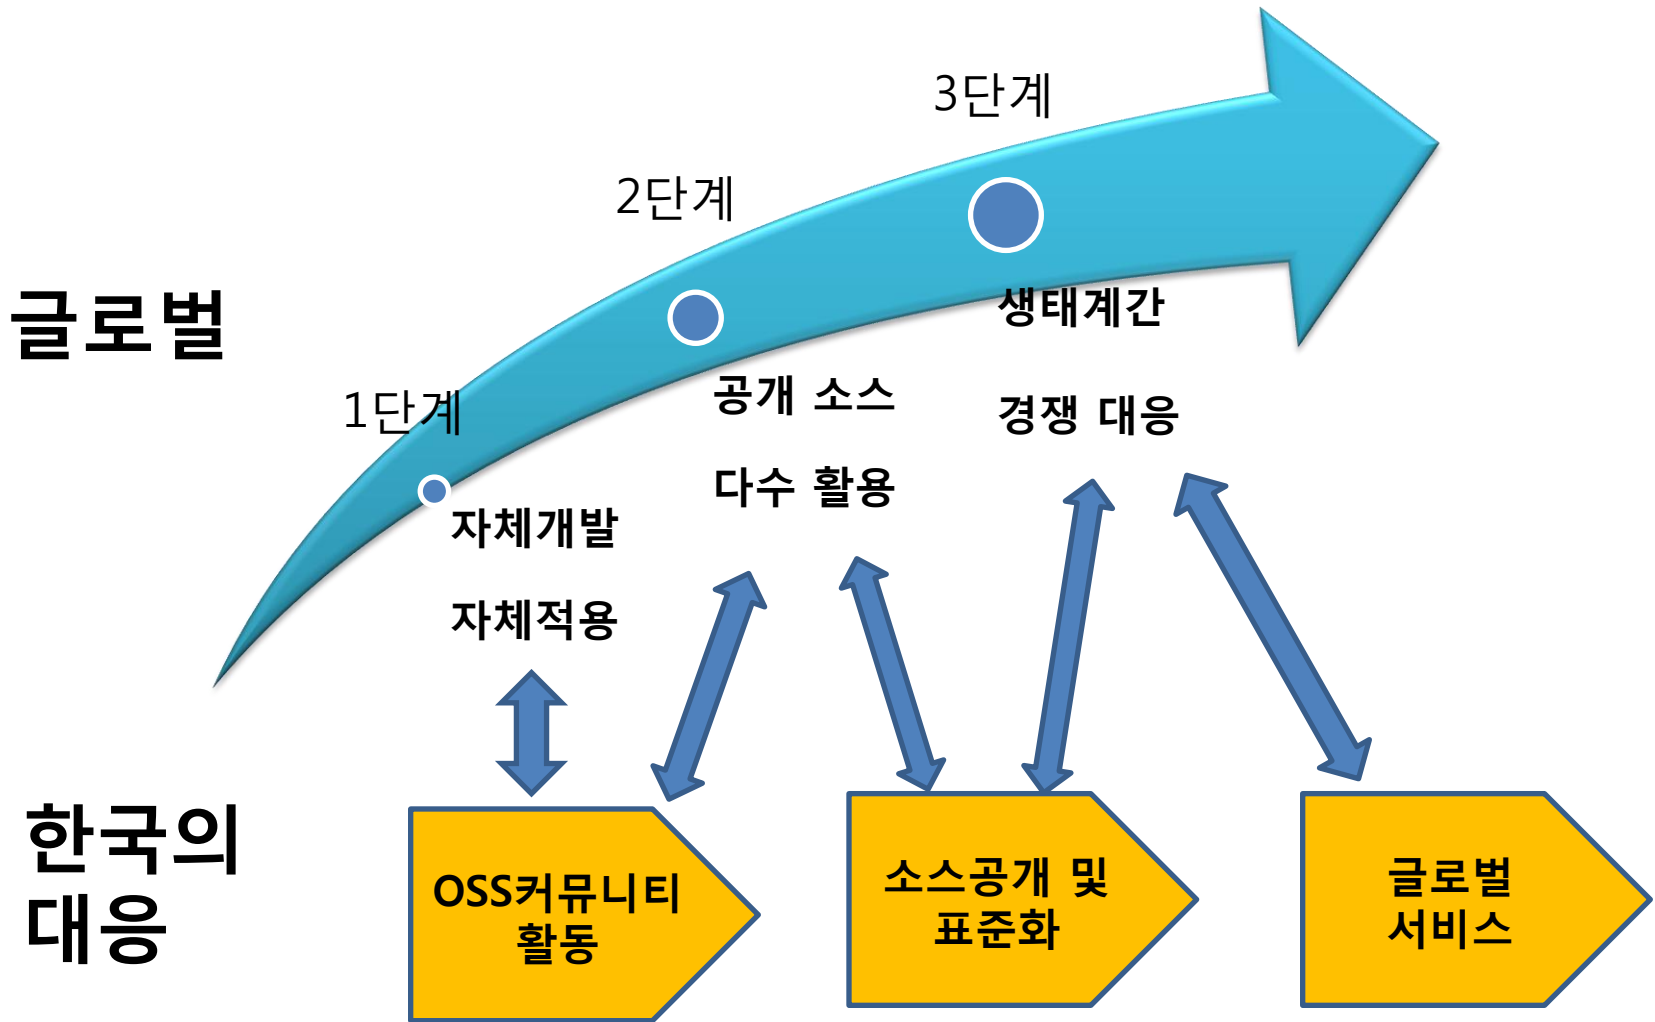 3단계
2단계
글로벌
생태계간
1단계
공개 소스
경쟁 대응
다수 활용
자체개발
자체적용
한국의
대응
OSS커뮤니티
활동
소스공개 및
표준화
글로벌
서비스